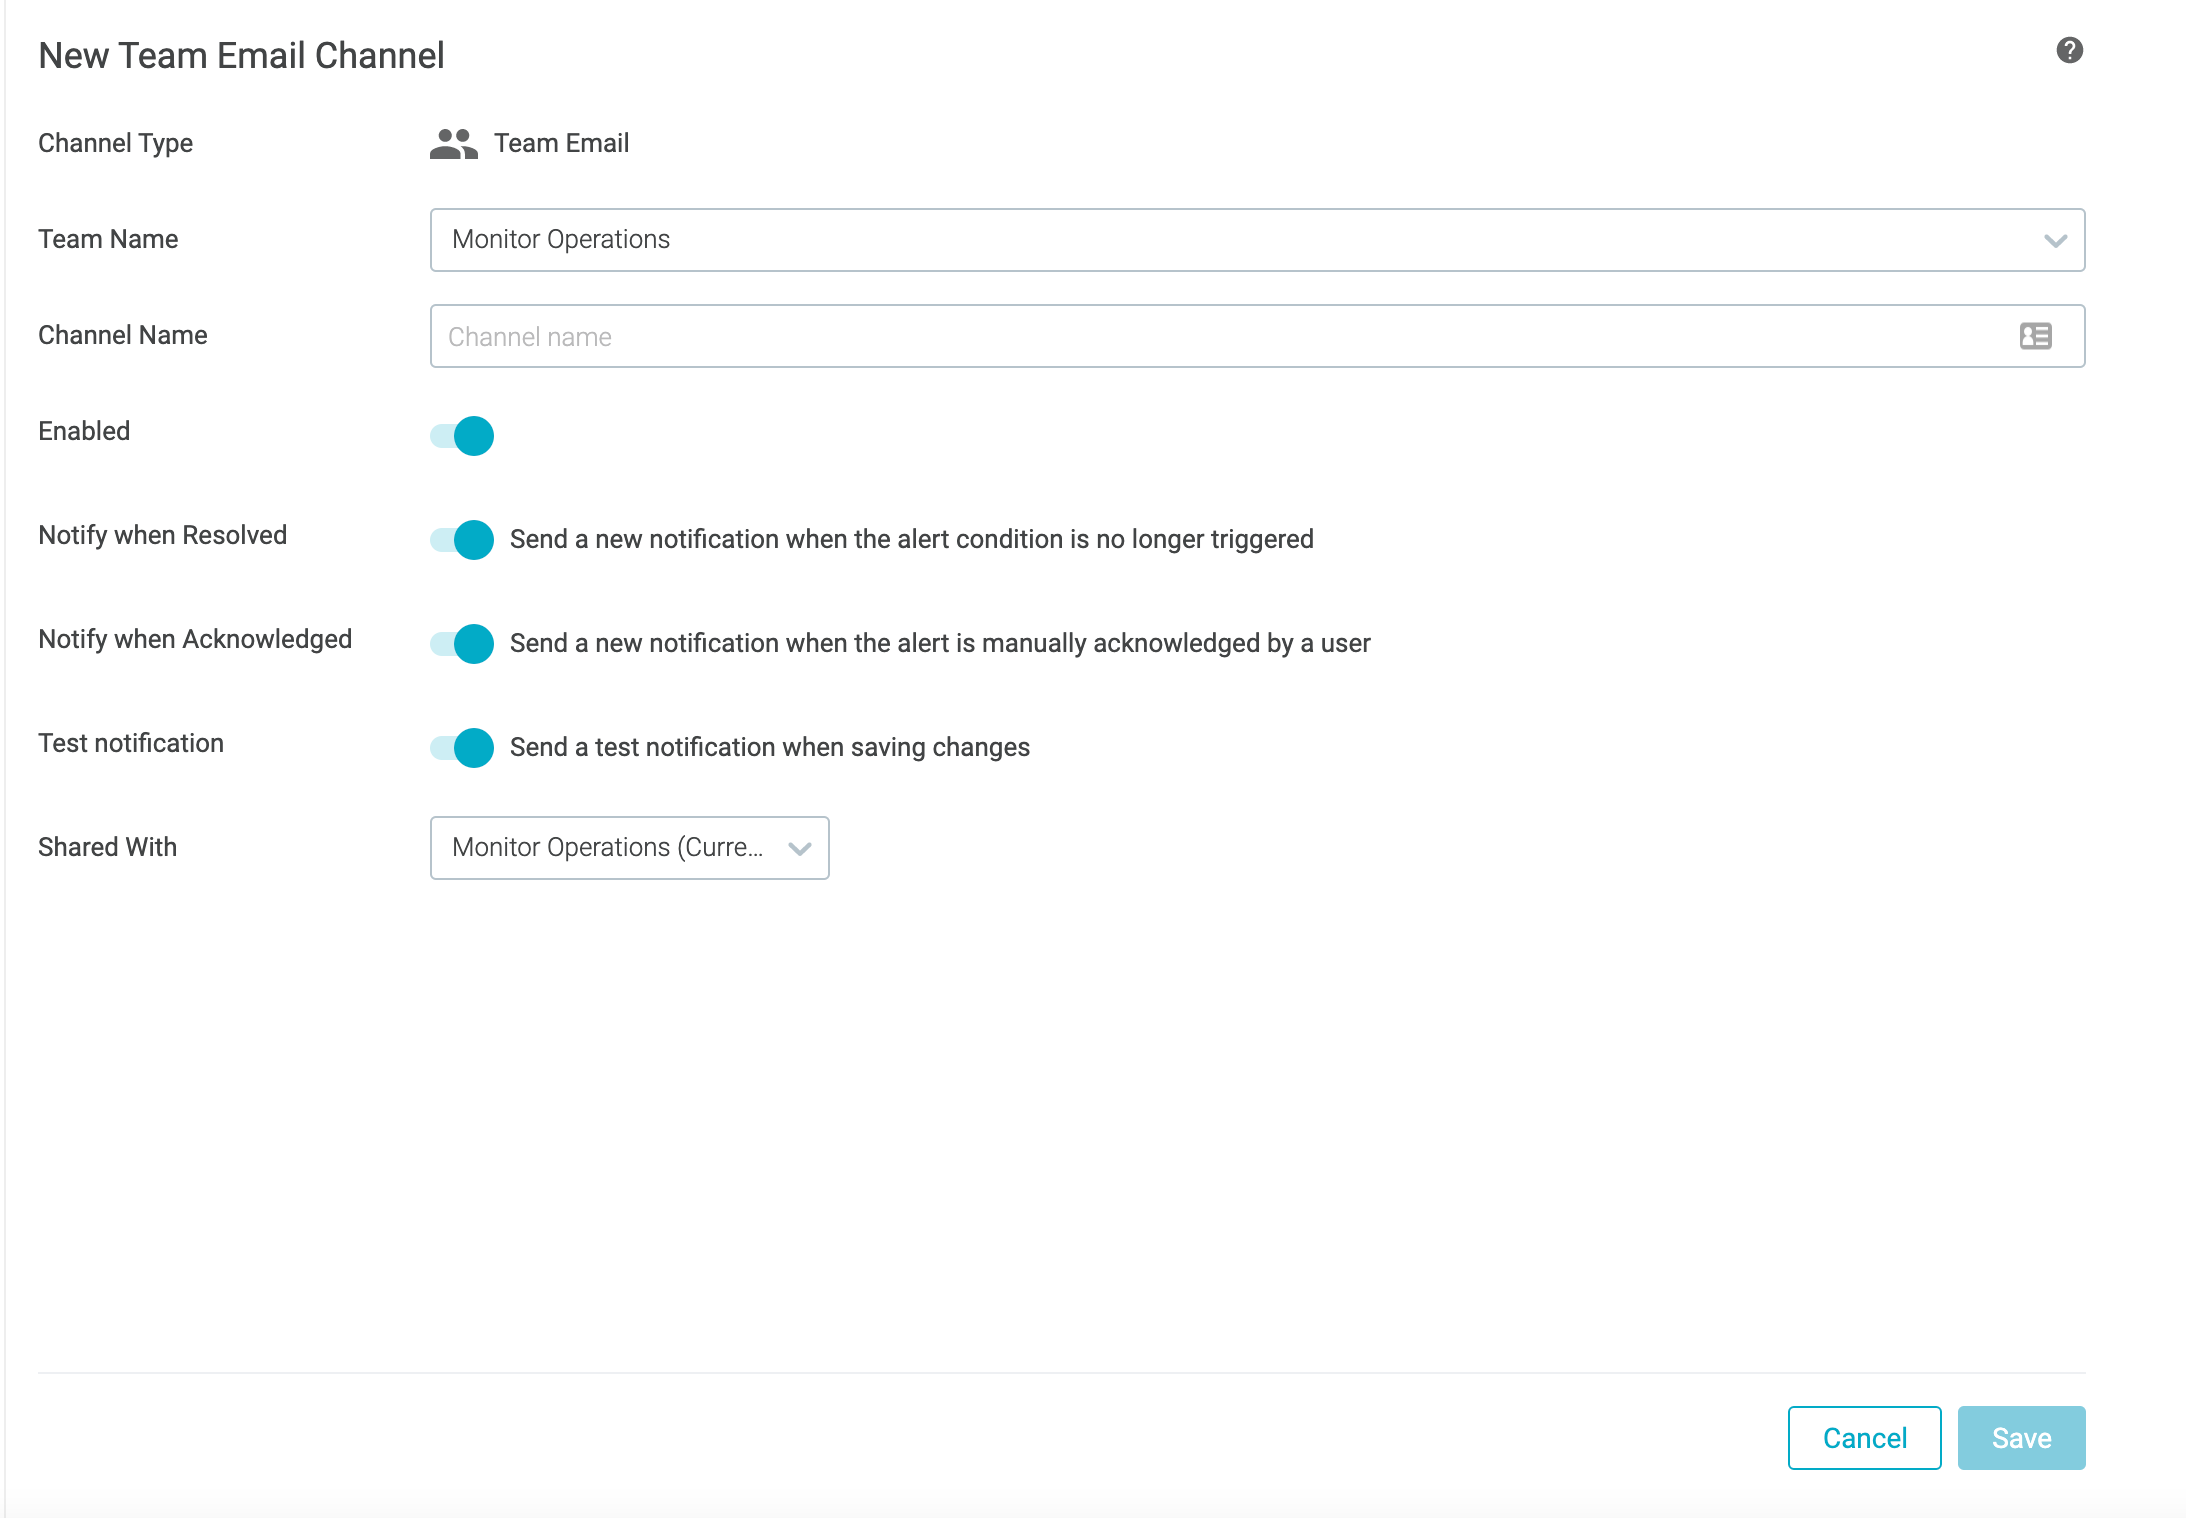 New Team Email Channel
Channel Type
Team Email
Team Name
Monitor Operations
Channel Name
Channel name
Enabled
Notify when Resolved
Send a new notification when the alert condition is no longer triggered
Notify when Acknowledged
Send a new notification when the alert is manually acknowledged by a user
Test notification
Send a test notification when saving changes
Shared With
Monitor Operations (Curre...
Cancel
Save